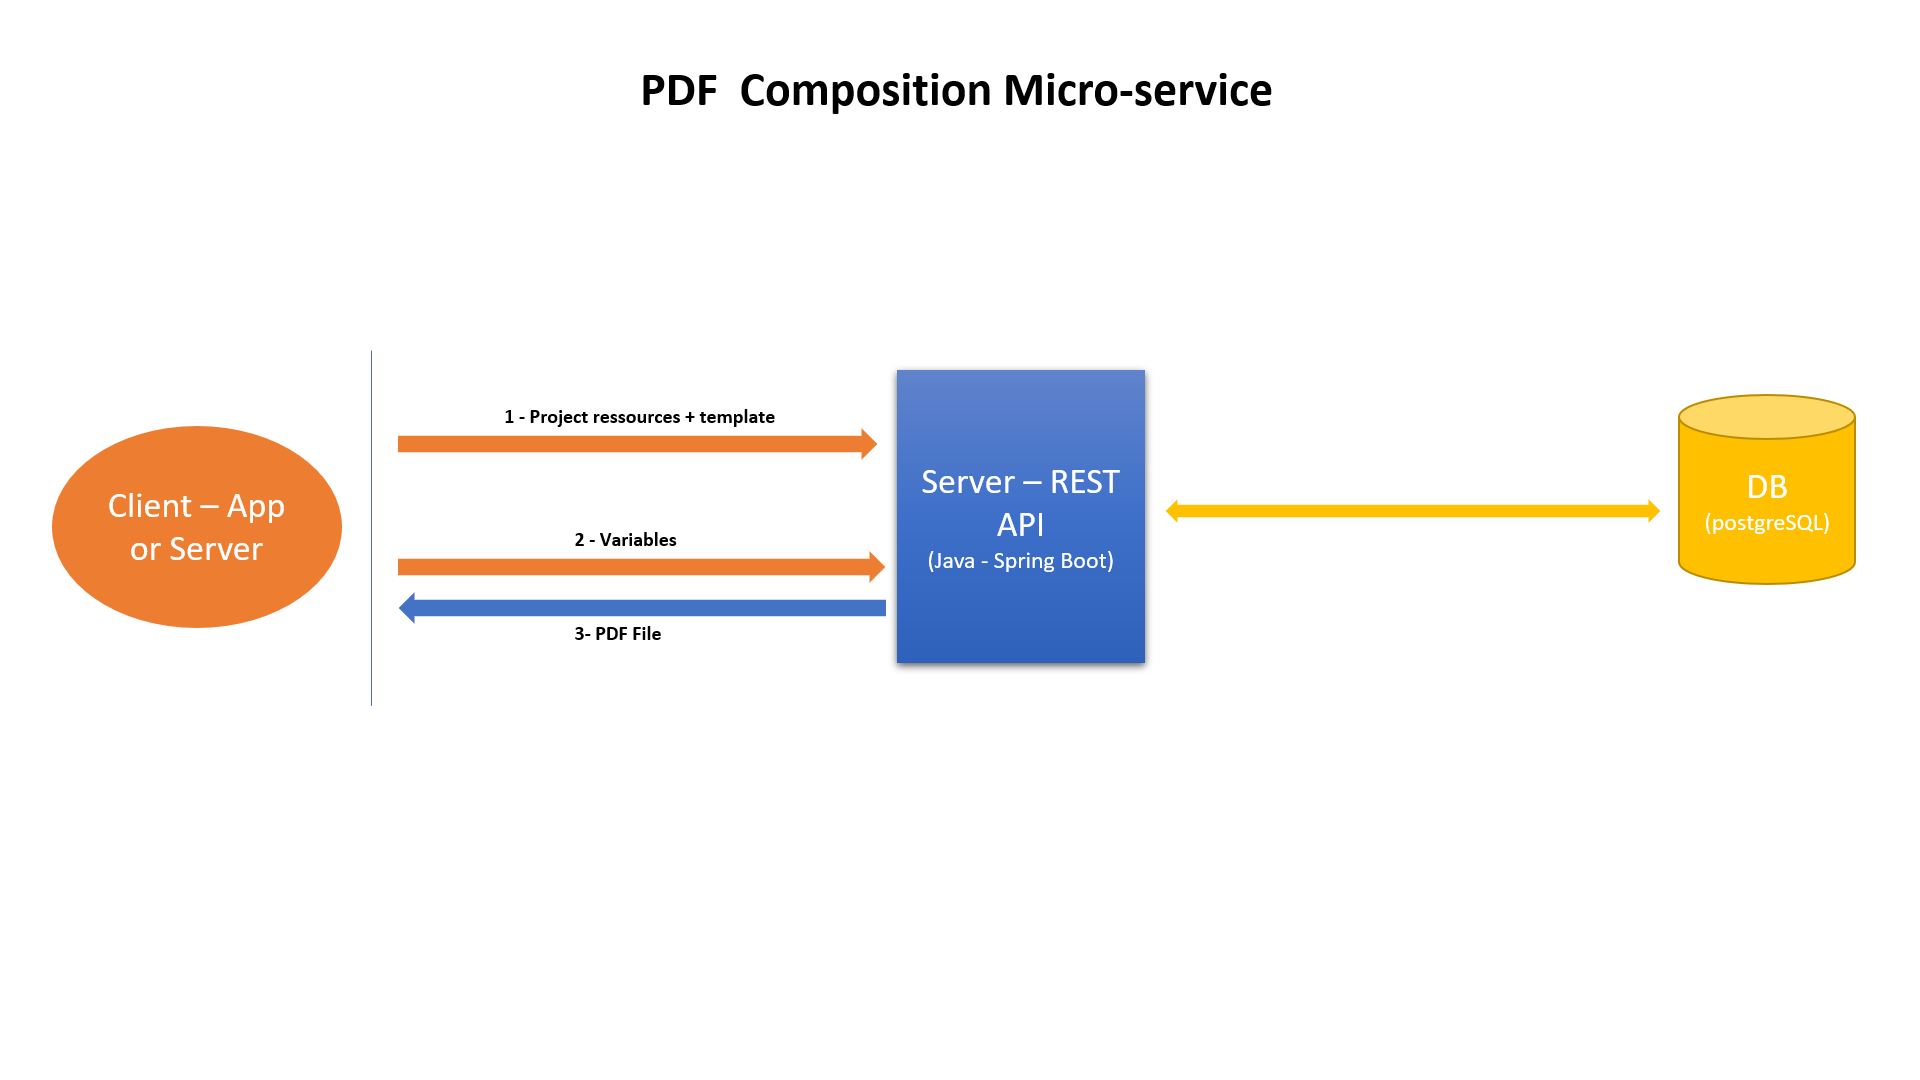 PDF  Composition Micro-service
1 - Project ressources + template
Client – App
or Server
2 - Variables
3- PDF File
Server – REST
API
(Java - Spring Boot)
DB
(postgreSQL)